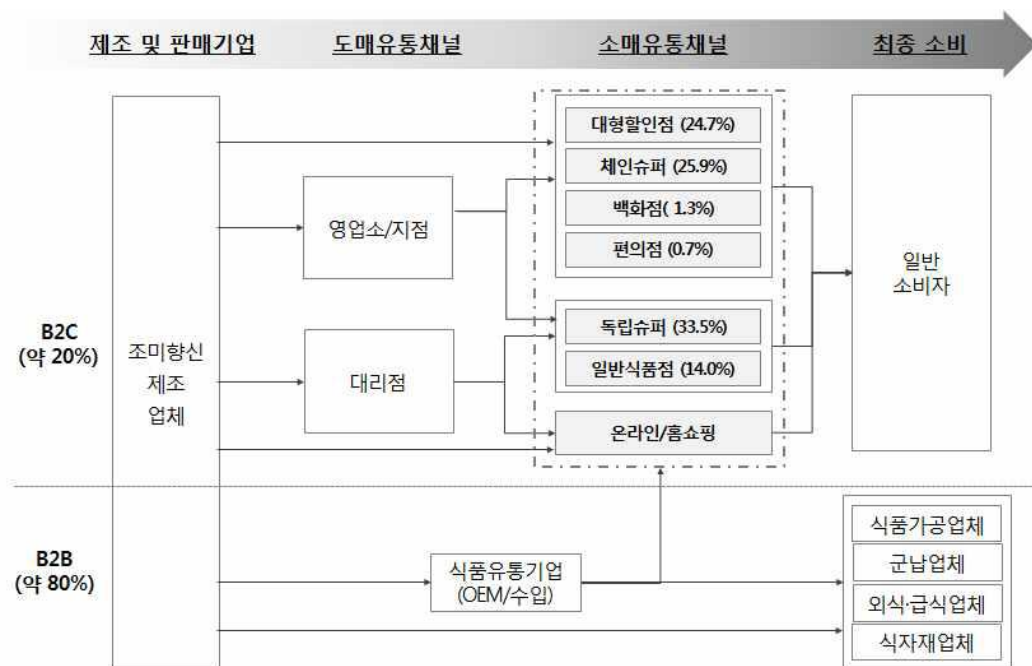 제조 및 판매기업
도매유통채널
소매유통채널
최종 소비
대형할인점 (24.7%)
체인슈퍼 (25.9%)
백화점( 1.3%)
편의점 (0.7%)
영업소/지점
일반
소비자
B2C
(약 20%)
조미향신
제조
업체
대리점
독립슈퍼 (33.5%)
일반식품점 (14.0%)
온라인/홈쇼핑
B2B
(약 80%)
식품유통기업
(OEM/수입)
식품가공업체
군납업체
외식·급식업체
식자재업체